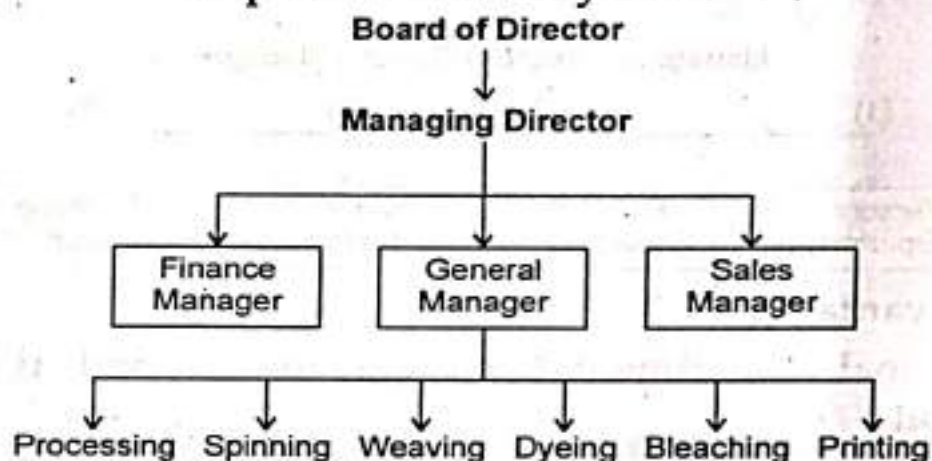 Board of Director
Managing Director
Finance
Manager
General
Manager
Sales
Manager
Processing Spinning Weaving Dyeing Bleaching Printing